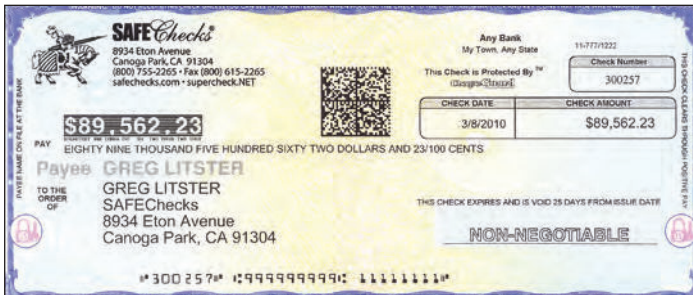 SAFEChecks®
8934 Eton Avenue
Canoga Park, CA 91304
(800) 755-2265 • Fax (800) 615-2265
safechecks.com • supercheck.NET
Any Bank
My Town, Any State
11-777/1222
This Check is Protected By ™
Check Number
300257
CHECK DATE
CHECK AMOUNT
3/8/2010
$89,562.23
$89,562.23
PAY
EIGHTY NINE THOUSAND FIVE HUNDRED SIXTY TWO DOLLARS AND 23/100 CENTS
Payee GREG LITSTER
TO THE
ORDER
OF
GREG LITSTER
SAFEChecks
8934 Eton Avenue
Canoga Park, CA 91304
THIS CHECK EXPIRES AND IS VOID 25 DAYS FROM ISSUE DATE
NON-NEGOTIABLE
PAYEE NAME ON FILE AT THE BANK
THIS CHECK CLEARS THROUGH POSITIVE PAY
⑈300257⑈ ⑆999999999⑆ 11111111⑈